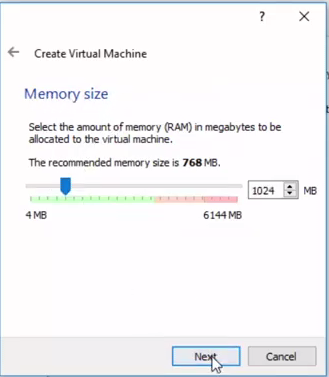 ?
Create Virtual Machine
Memory size
Select the amount of memory (RAM) in megabytes to be
allocated to the virtual machine.
The recommended memory size is 768 MB.
1024 MB
4 MB 6144 MB
Next Cancel